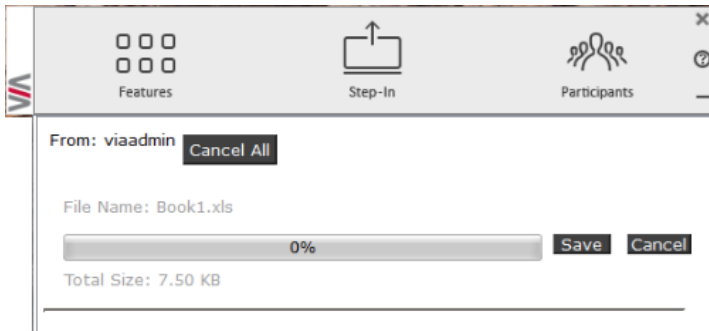 Features Step-In Participants
From: viaadmin Cancel All
File Name: Book1.xls
0% Save Cancel
Total Size: 7.50 KB